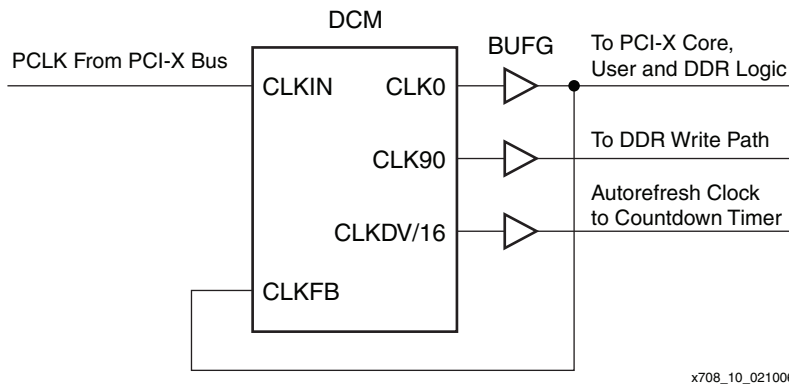 DCM
BUFG
To PCI-X Core,
User and DDR Logic
PCLK From PCI-X Bus
CLKIN
CLK0
To DDR Write Path
CLK90
Autorefresh Clock
to Countdown Timer
CLKDV/16
CLKFB
x708_10_021006